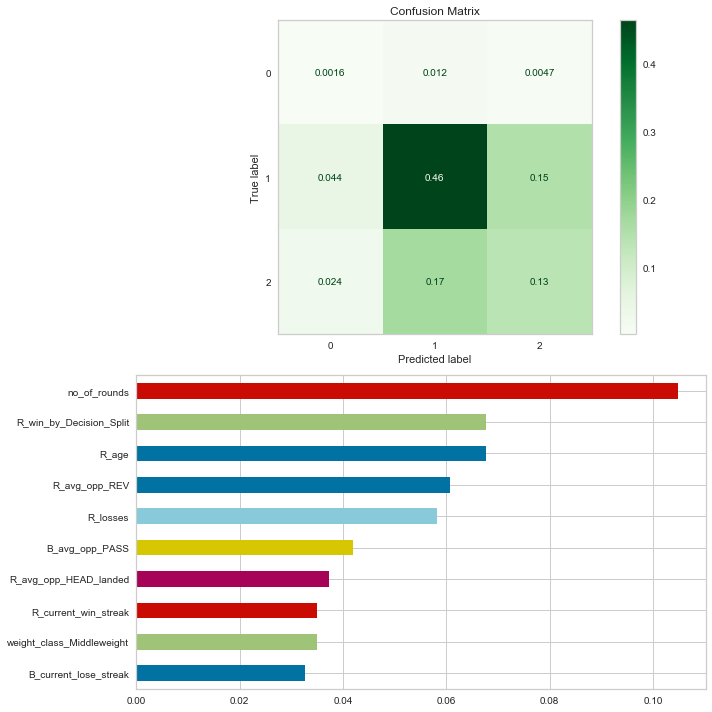 Confusion Matrix
0 0.0016 0.012 0.0047
1 0.044 0.46 0.15
2 0.024 0.17 0.13
True label
0 1 2
Predicted label
0.4
0.3
0.2
0.1
no_of_rounds
R_win_by_Decision_Split
R_age
R_avg_opp_REV
R_losses
B_avg_opp_PASS
R_avg_opp_HEAD_landed
R_current_win_streak
weight_class_Middleweight
B_current_lose_streak
0.00 0.02 0.04 0.06 0.08 0.10